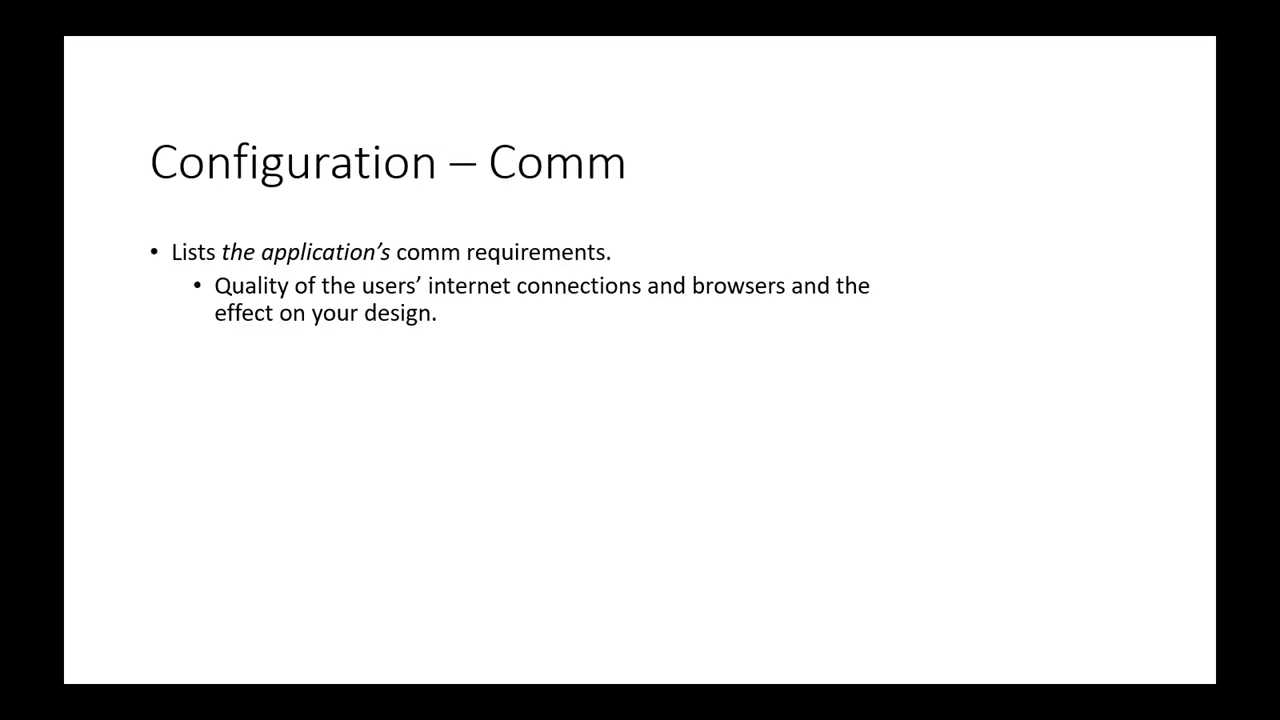 Configuration – Comm
• Lists the application’s comm requirements.
• Quality of the users’ internet connections and browsers and the
effect on your design.